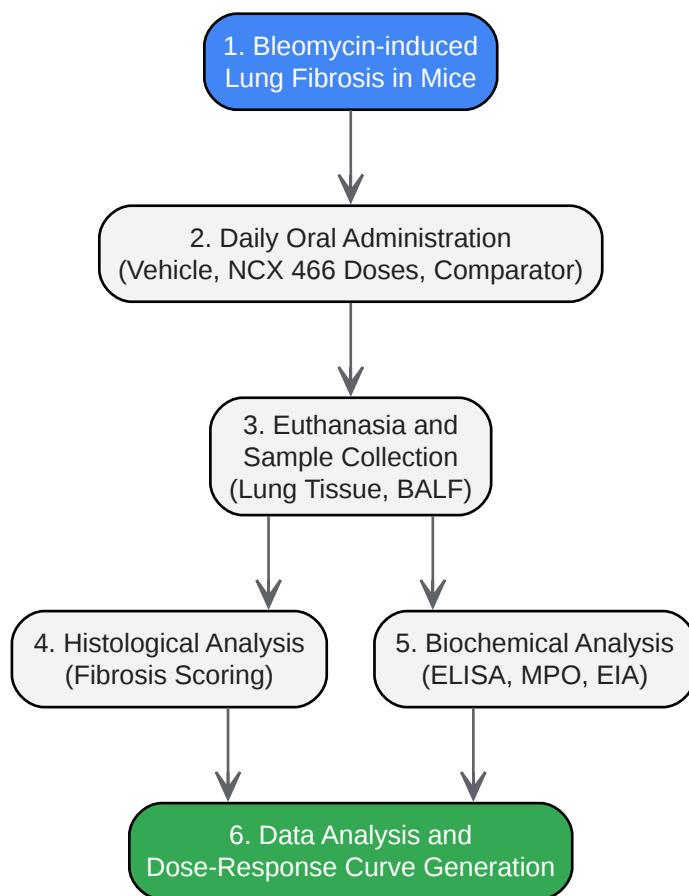 1. Bleomycin-induced
Lung Fibrosis in Mice
2. Daily Oral Administration
(Vehicle, NCX 466 Doses, Comparator)
3. Euthanasia and
Sample Collection
(Lung Tissue, BALF)
4. Histological Analysis
(Fibrosis Scoring)
5. Biochemical Analysis
(ELISA, MPO, EIA)
6. Data Analysis and
Dose-Response Curve Generation